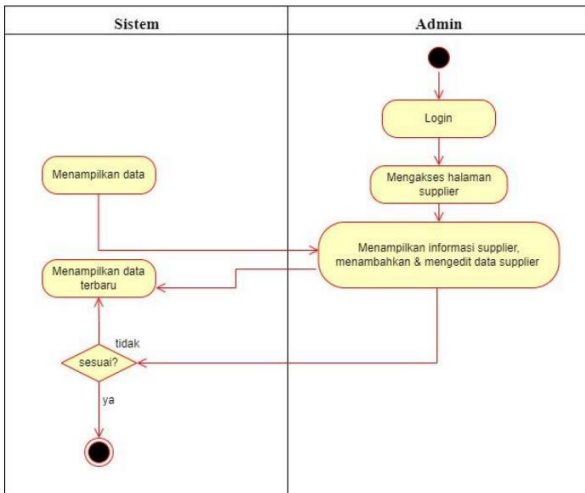 Sistem
Admin
Login
Menampilkan data
Mengakses halaman
supplier
Menampilkan informasi supplier,
menambahkan & mengedit data supplier
Menampilkan data
terbaru
tidak
sesuai?
ya